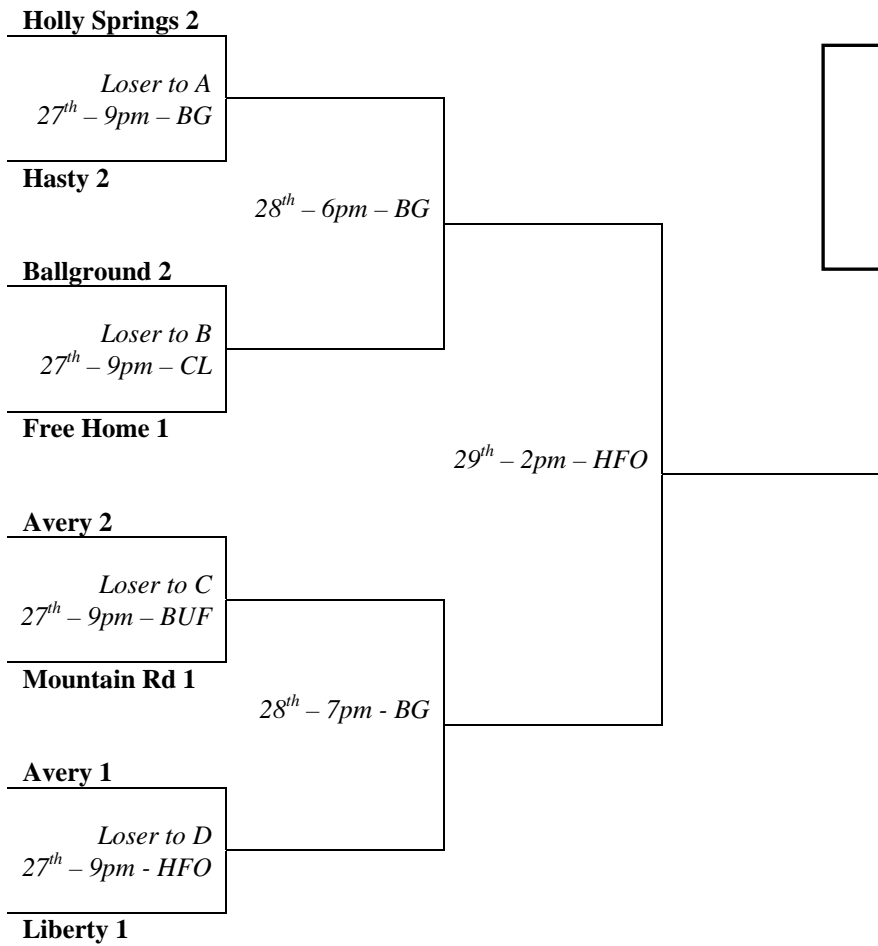 Holly Springs 2
Loser to A
27th – 9pm – BG
Hasty 2
28th – 6pm – BG
Ballground 2
Loser to B
27th – 9pm – CL
Free Home 1
29th – 2pm – HFO
Avery 2
Loser to C
27th – 9pm – BUF
Mountain Rd 1
28th – 7pm - BG
Avery 1
Loser to D
27th – 9pm - HFO
Liberty 1